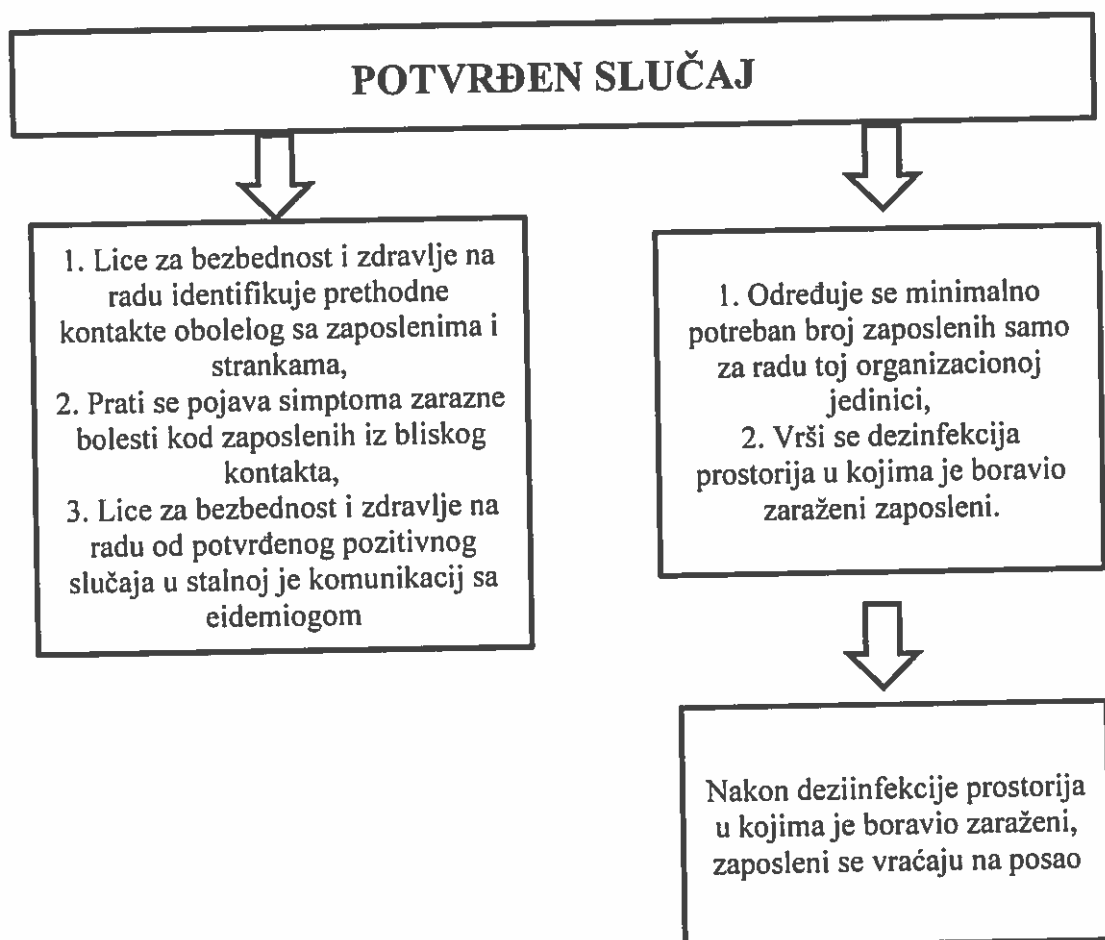 POTVRĐEN SLUČAJ
1. Lice za bezbednost i zdravlje na
radu identifikuje prethodne
kontakte obolelog sa zaposlenima i
strankama,
2. Prati se pojava simptoma zarazne
bolesti kod zaposlenih iz bliskog
kontakta,
3. Lice za bezbednost i zdravlje na
radu od potvrđenog pozitivnog
slučaja u stalnoj je komunikacij sa
eidemiogom
1. Određuje se minimalno
potreban broj zaposlenih samo
za radu toj organizacionoj
jedinici,
2. Vrši se dezinfekcija
prostorija u kojima je boravio
zaraženi zaposleni.
Nakon deziinfekcije prostorija
u kojima je boravio zaraženi,
zaposleni se vraćaju na posao